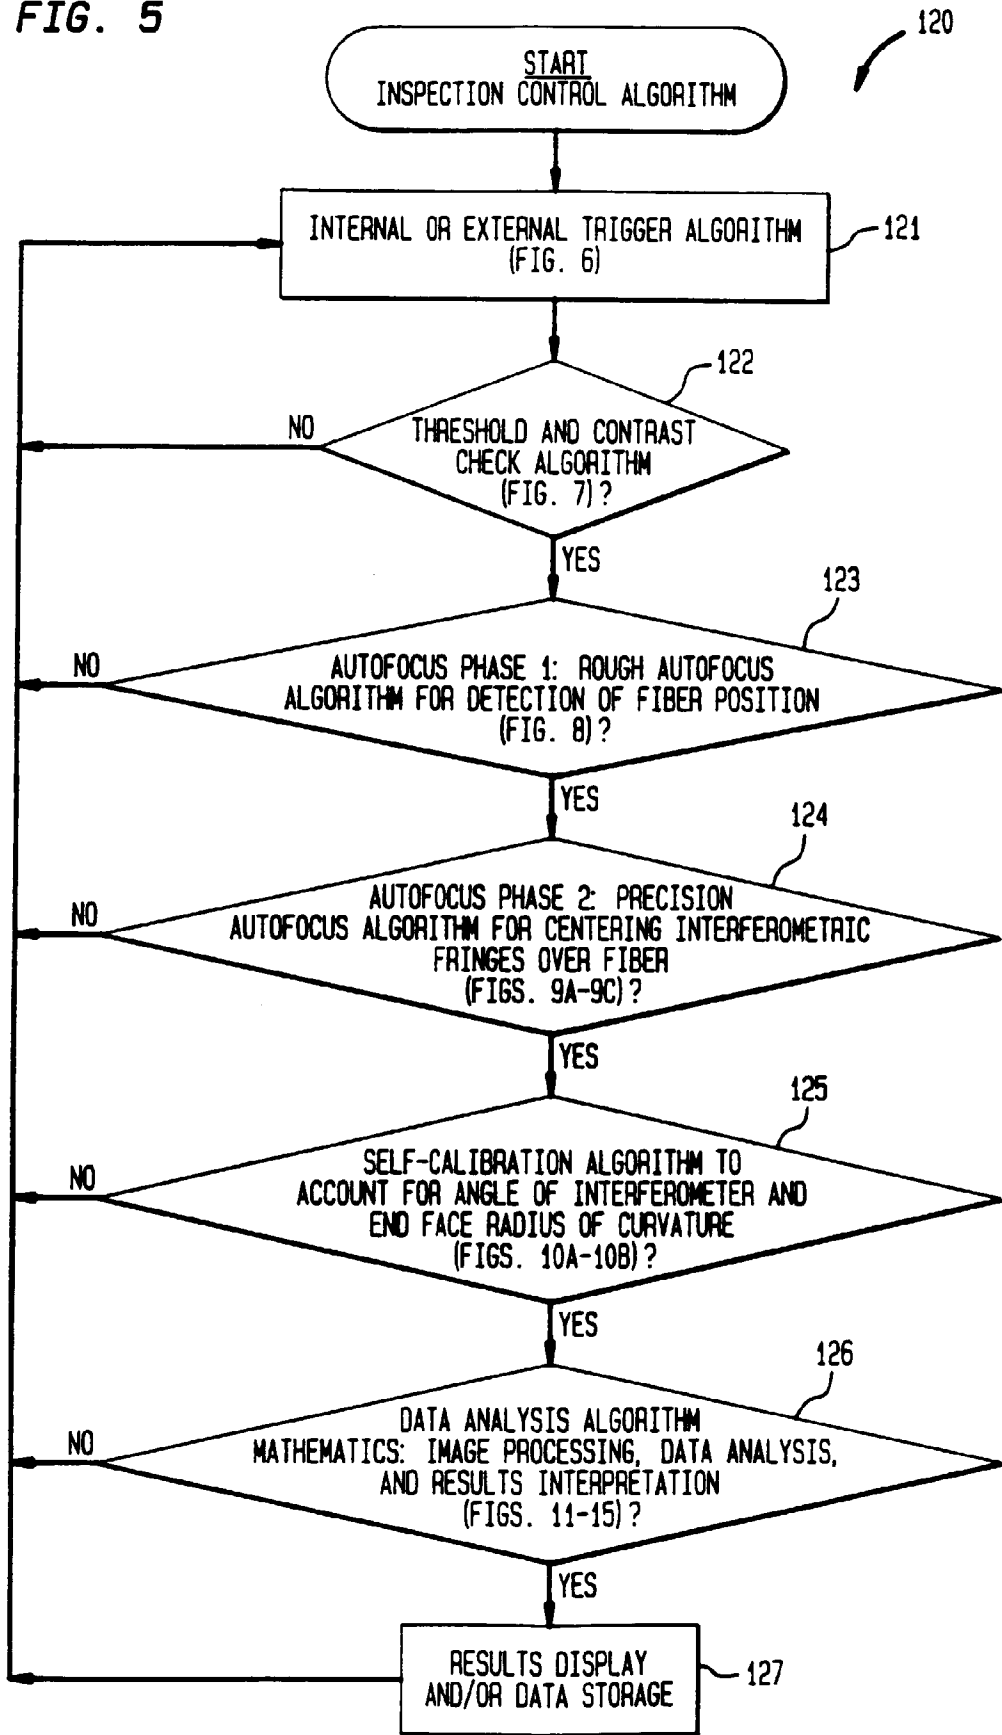 FIG. 5
120
START
INSPECTION CONTROL ALGORITHM
INTERNAL OR EXTERNAL TRIGGER ALGORITHM
(FIG. 6)
121
122
NO
THRESHOLD AND CONTRAST
CHECK ALGORITHM
(FIG. 7)?
YES
123
NO
AUTOFOCUS PHASE 1: ROUGH AUTOFOCUS
ALGORITHM FOR DETECTION OF FIBER POSITION
(FIG. 8)?
YES
124
NO
AUTOFOCUS PHASE 2: PRECISION
AUTOFOCUS ALGORITHM FOR CENTERING INTERFEROMETRIC
FRINGES OVER FIBER
(FIGS. 9A-9C)?
YES
125
NO
SELF-CALIBRATION ALGORITHM TO
ACCOUNT FOR ANGLE OF INTERFEROMETER AND
END FACE RADIUS OF CURVATURE
(FIGS. 10A-10B)?
YES
126
NO
DATA ANALYSIS ALGORITHM
MATHEMATICS: IMAGE PROCESSING, DATA ANALYSIS,
AND RESULTS INTERPRETATION
(FIGS. 11-15)?
YES
RESULTS DISPLAY
AND/OR DATA STORAGE
127